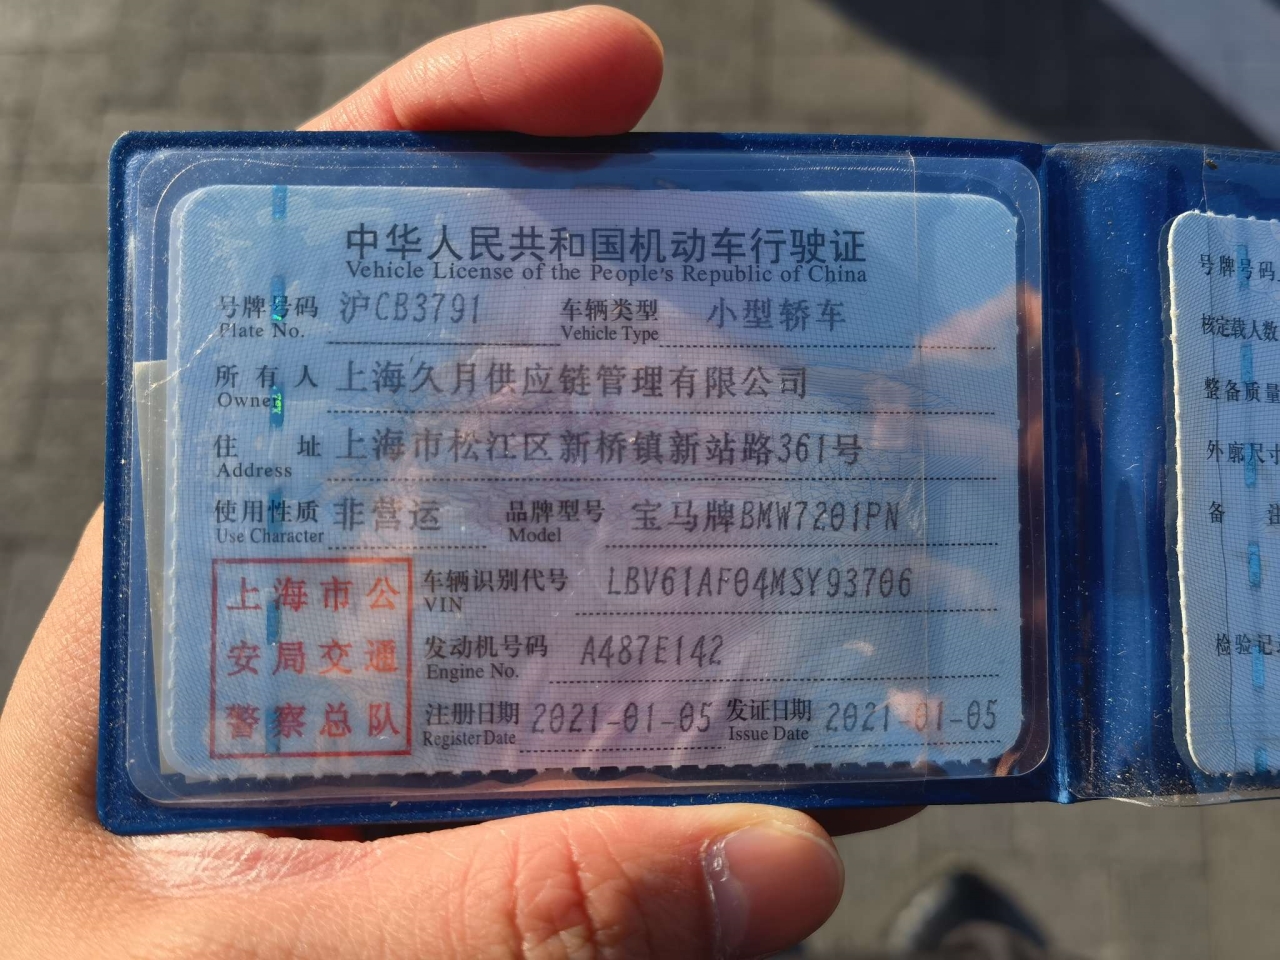 中华人民共和国机动车行驶证
Vehicle License of the People's Republic of China
号牌号码 沪CB3791 车辆类型 小型轿车
Plate No. Vehicle Type
所有人 上海久月供应链管理有限公司
Owner
住址 上海市松江区新桥镇新站路361号
Address
使用性质 非营运 品牌型号 宝马牌BMW7201PN
Use Character Model
车辆识别代号 LBV61AF04MSY93706
VIN
发动机号码 A487E142
Engine No.
注册日期 2021-01-05 发证日期 2021-01-05
Register Date Issue Date
上海市公
安局交通
警察总队
号牌号码
核定载人数
整备质量
外廓尺寸
备
检验记